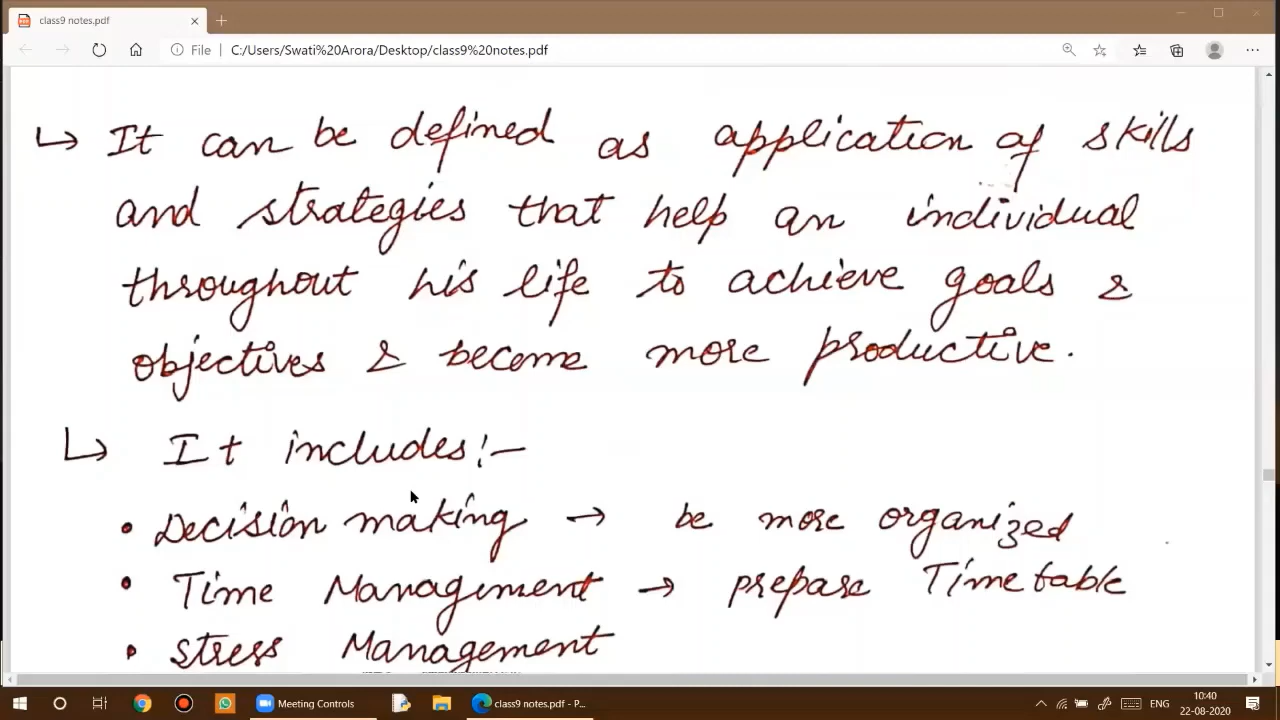 class9 notes.pdf
File C:/Users/Swati%20Arora/Desktop/class9%20notes.pdf
↳ It can be defined as application of skills
and strategies that help an individual
throughout his life to achieve goals &
objectives & become more productive.
↳ It includes:-
• Decision making → be more organized
• Time Management → prepare Timetable
• Stress Management
Meeting Controls
class9 notes.pdf - P...
ENG
10:40
22-08-2020